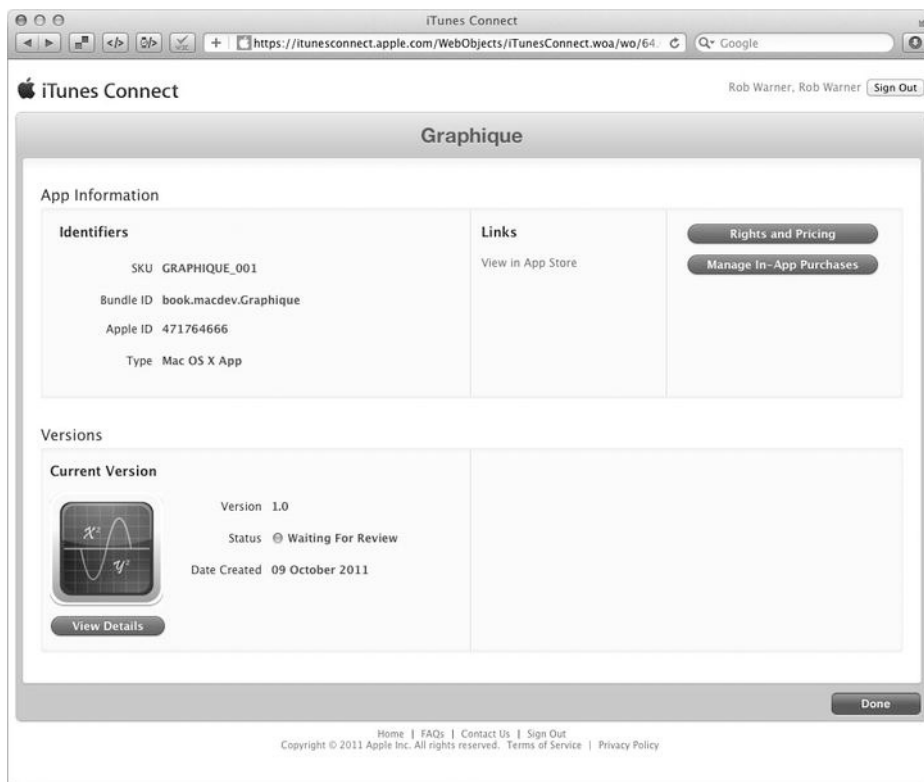 iTunes Connect
https://itunesconnect.apple.com/WebObjects/iTunesConnect.woa/wo/64. Google
iTunes Connect
Rob Warner, Rob Warner Sign Out
Graphique
App Information
Identifiers
SKU GRAPHIQUE_001
Bundle ID book.macdev.Graphique
Apple ID 471764666
Type Mac OS X App
Links
View in App Store
Rights and Pricing
Manage In-App Purchases
Versions
Current Version
X²
y²
Version 1.0
Status Waiting For Review
Date Created 09 October 2011
View Details
Done
Home | FAQs | Contact Us | Sign Out
Copyright © 2011 Apple Inc. All rights reserved. Terms of Service | Privacy Policy